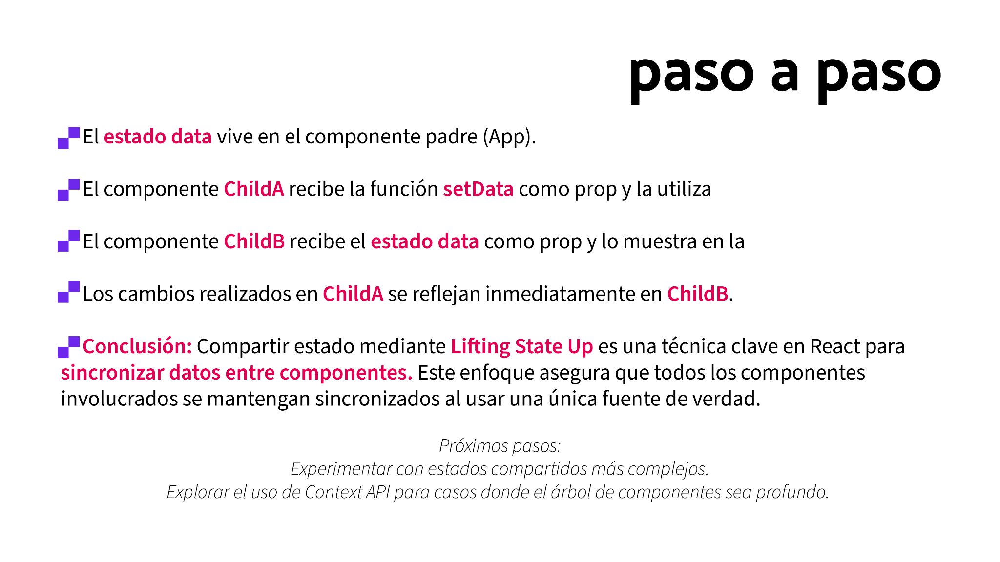 paso a paso
El estado data vive en el componente padre (App).
El componente ChildA recibe la función setData como prop y la utiliza
El componente ChildB recibe el estado data como prop y lo muestra en la
Los cambios realizados en ChildA se reflejan inmediatamente en ChildB.
Conclusión: Compartir estado mediante Lifting State Up es una técnica clave en React para
sincronizar datos entre componentes. Este enfoque asegura que todos los componentes
involucrados se mantengan sincronizados al usar una única fuente de verdad.
Próximos pasos:
Experimentar con estados compartidos más complejos.
Explorar el uso de Context API para casos donde el árbol de componentes sea profundo.